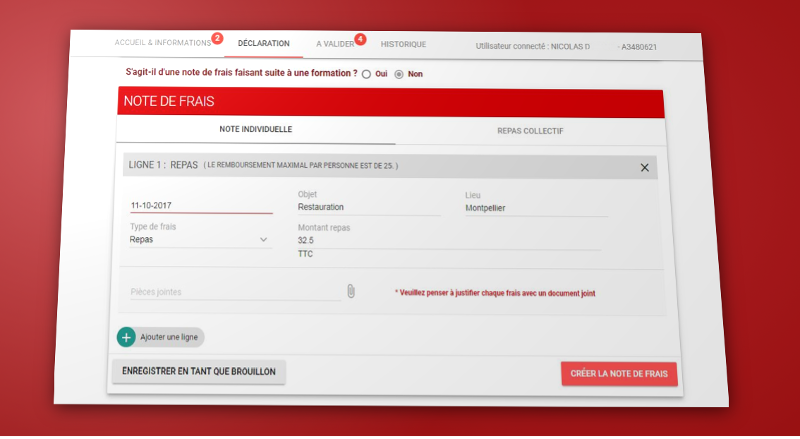 ACCUEIL & INFORMATIONS 2 DÉCLARATION A VALIDER 4 HISTORIQUE Utilisateur connecté : NICOLAS D - A3480621
S'agit-il d'une note de frais faisant suite à une formation ? Oui Non
NOTE DE FRAIS
NOTE INDIVIDUELLE REPAS COLLECTIF
LIGNE 1 : REPAS ( LE REMBOURSEMENT MAXIMAL PAR PERSONNE EST DE 25. )
Objet Lieu
11-10-2017 Restauration Montpellier
Type de frais Montant repas
Repas 32.5
TTC
Pièces jointes * Veuillez penser à justifier chaque frais avec un document joint
Ajouter une ligne
ENREGISTRER EN TANT QUE BROUILLON CRÉER LA NOTE DE FRAIS